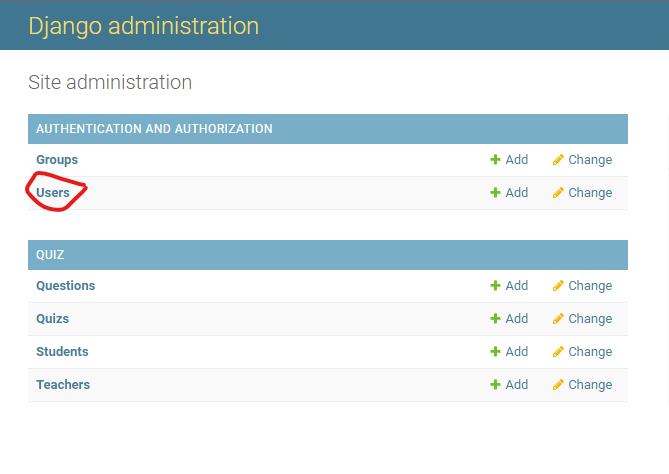 Django administration
Site administration
AUTHENTICATION AND AUTHORIZATION
Groups Add Change
Users Add Change
QUIZ
Questions Add Change
Quizs Add Change
Students Add Change
Teachers Add Change